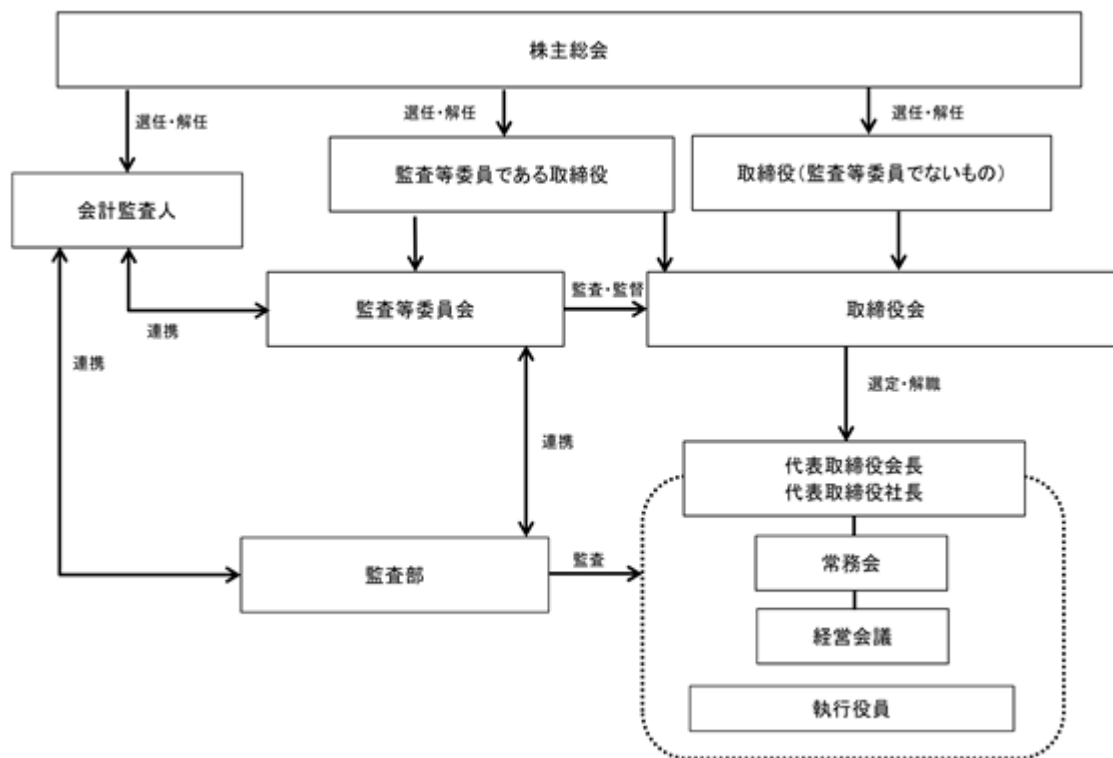 株主総会
選任・解任
選任・解任
選任・解任
監査等委員である取締役
取締役(監査等委員でないもの)
会計監査人
監査等委員会
監査・監督
取締役会
連携
連携
選定・解職
連携
代表取締役会長
代表取締役社長
監査部
監査
常務会
経営会議
執行役員